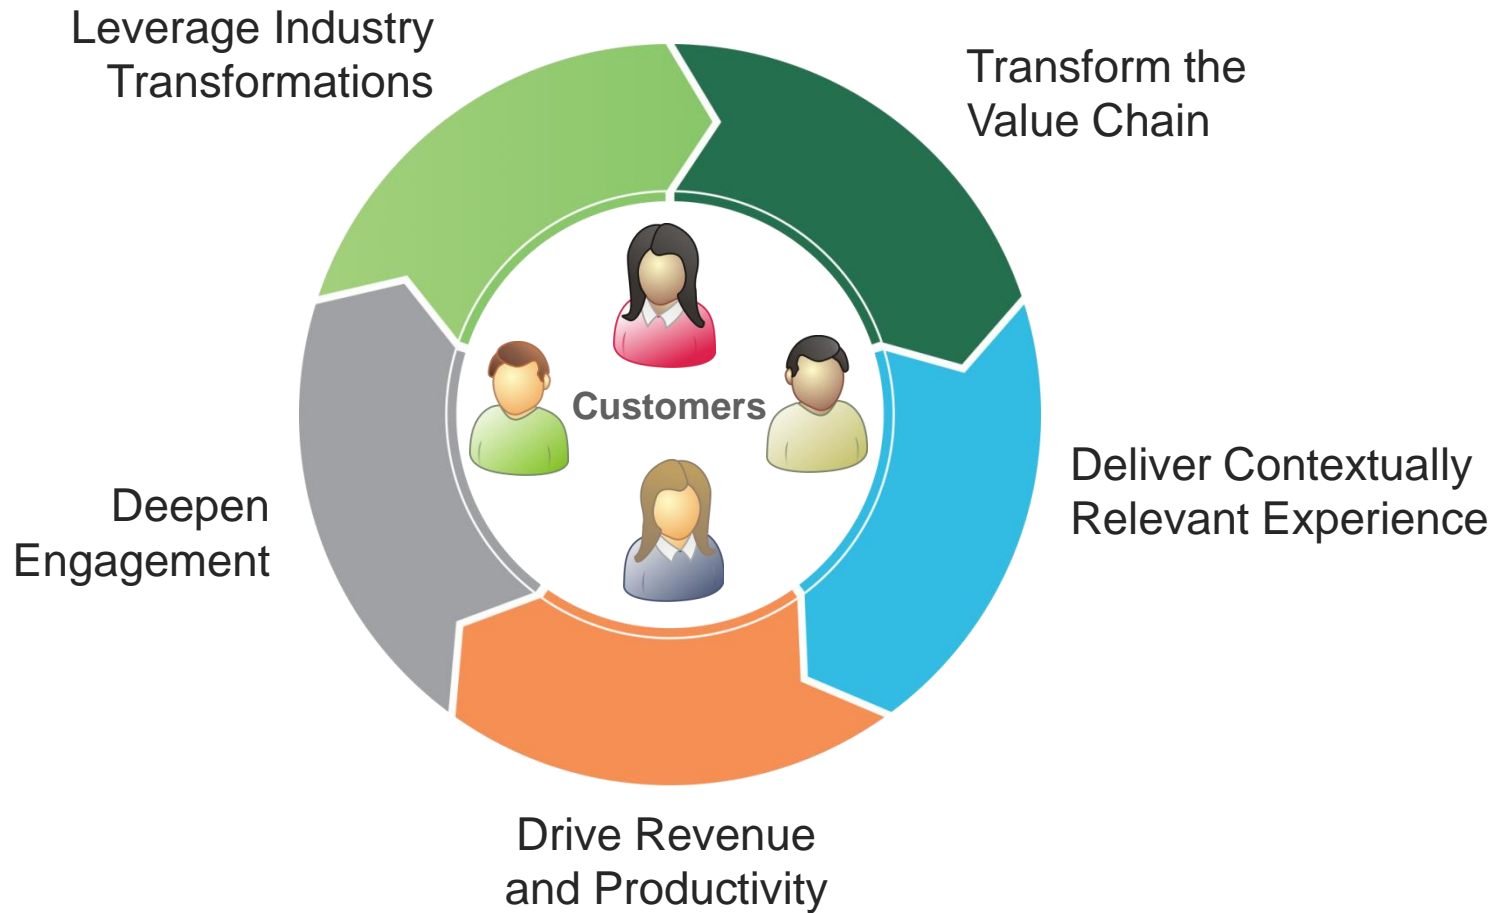 Leverage Industry
Transformations
Transform the
Value Chain
Customers
Deliver Contextually
Relevant Experience
Deepen
Engagement
Drive Revenue
and Productivity